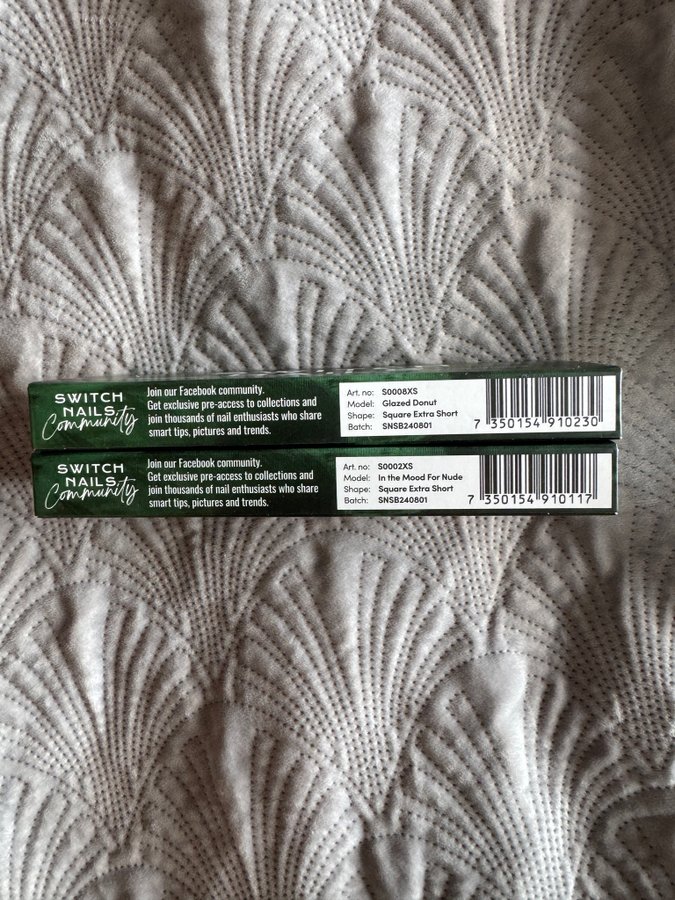 SWITCH
NAILS
Community
Join our Facebook community.
Get exclusive pre-access to collections and
join thousands of nail enthusiasts who share
smart tips, pictures and trends.
Art. no: S0008XS
Model: Glazed Donut
Shape: Square Extra Short
Batch: SNSB240801
7 350154 910230
SWITCH
NAILS
Community
Join our Facebook community.
Get exclusive pre-access to collections and
join thousands of nail enthusiasts who share
smart tips, pictures and trends.
Art. no: S0002XS
Model: In the Mood For Nude
Shape: Square Extra Short
Batch: SNSB240801
7 350154 910117